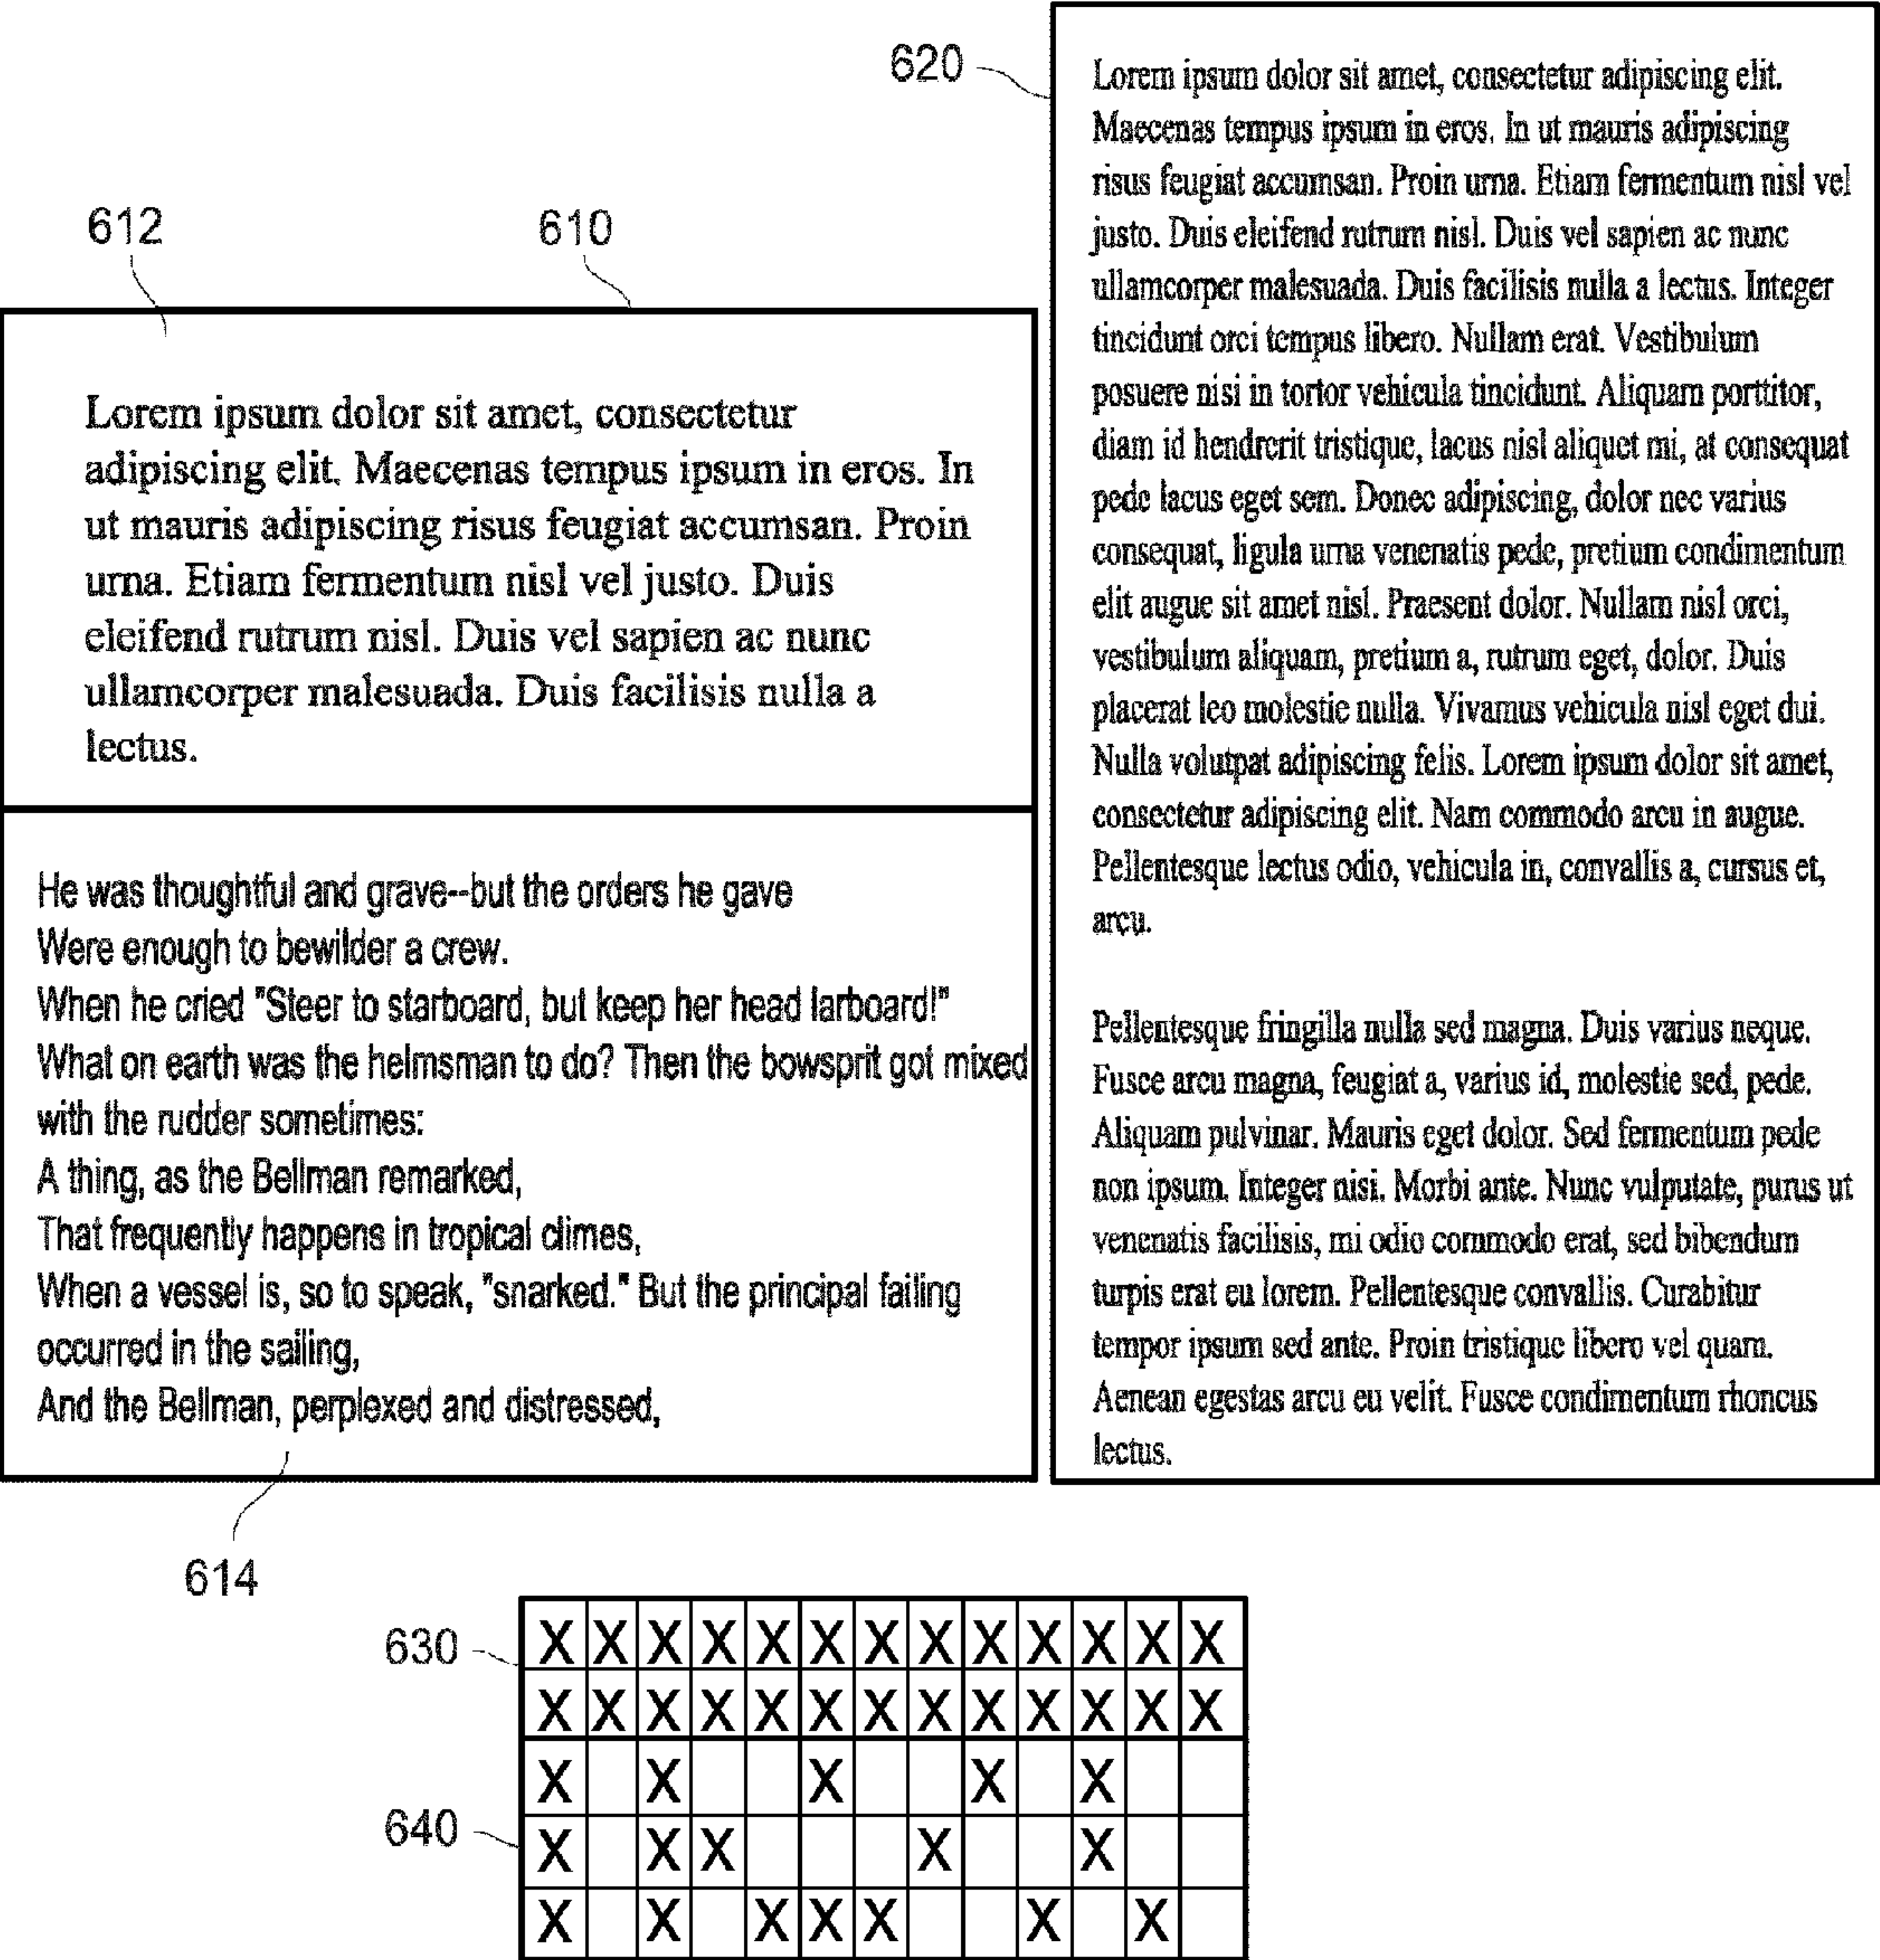 612
610
Lorem ipsum dolor sit amet, consectetur
adipiscing elit. Maecenas tempus ipsum in eros. In
ut mauris adipiscing risus feugiat accumsan. Proin
urna. Etiam fermentum nisl vel justo. Duis
eleifend rutrum nisl. Duis vel sapien ac nunc
ullamcorper malesuada. Duis facilisis nulla a
lectus.
He was thoughtful and grave--but the orders he gave
Were enough to bewilder a crew.
When he cried "Steer to starboard, but keep her head larboard!"
What on earth was the helmsman to do? Then the bowsprit got mixed
with the rudder sometimes:
A thing, as the Bellman remarked,
That frequently happens in tropical climes,
When a vessel is, so to speak, "snarked." But the principal failing
occurred in the sailing,
And the Bellman, perplexed and distressed,
614
620
Lorem ipsum dolor sit amet, consectetur adipiscing elit.
Maecenas tempus ipsum in eros. In ut mauris adipiscing
risus feugiat accumsan. Proin urna. Etiam fermentum nisl vel
justo. Duis eleifend rutrum nisl. Duis vel sapien ac nunc
ullamcorper malesuada. Duis facilisis nulla a lectus. Integer
tincidunt orci tempus libero. Nullam erat. Vestibulum
posuere nisi in tortor vehicula tincidunt. Aliquam porttitor,
diam id hendrerit tristique, lacus nisl aliquet mi, at consequat
pede lacus eget sem. Donec adipiscing, dolor nec varius
consequat, ligula urna venenatis pede, pretium condimentum
elit augue sit amet nisl. Praesent dolor. Nullam nisl orci,
vestibulum aliquam, pretium a, rutrum eget, dolor. Duis
placerat leo molestie nulla. Vivamus vehicula nisl eget dui.
Nulla volutpat adipiscing felis. Lorem ipsum dolor sit amet,
consectetur adipiscing elit. Nam commodo arcu in augue.
Pellentesque lectus odio, vehicula in, convallis a, cursus et,
arcu.
Pellentesque fringilla nulla sed magna. Duis varius neque.
Fusce arcu magna, feugiat a, varius id, molestie sed, pede.
Aliquam pulvinar. Mauris eget dolor. Sed fermentum pede
non ipsum. Integer nisi. Morbi ante. Nunc vulputate, purus ut
venenatis facilisis, mi odio commodo erat, sed bibendum
turpis erat eu lorem. Pellentesque convallis. Curabitur
tempor ipsum sed ante. Proin tristique libero vel quam.
Aenean egestas arcu eu velit. Fusce condimentum rhoncus
lectus.
630
X X X X X X X X X X X X X
X X X X X X X X X X X X X
X X X X X
640
X X X X X
X X X X X X X